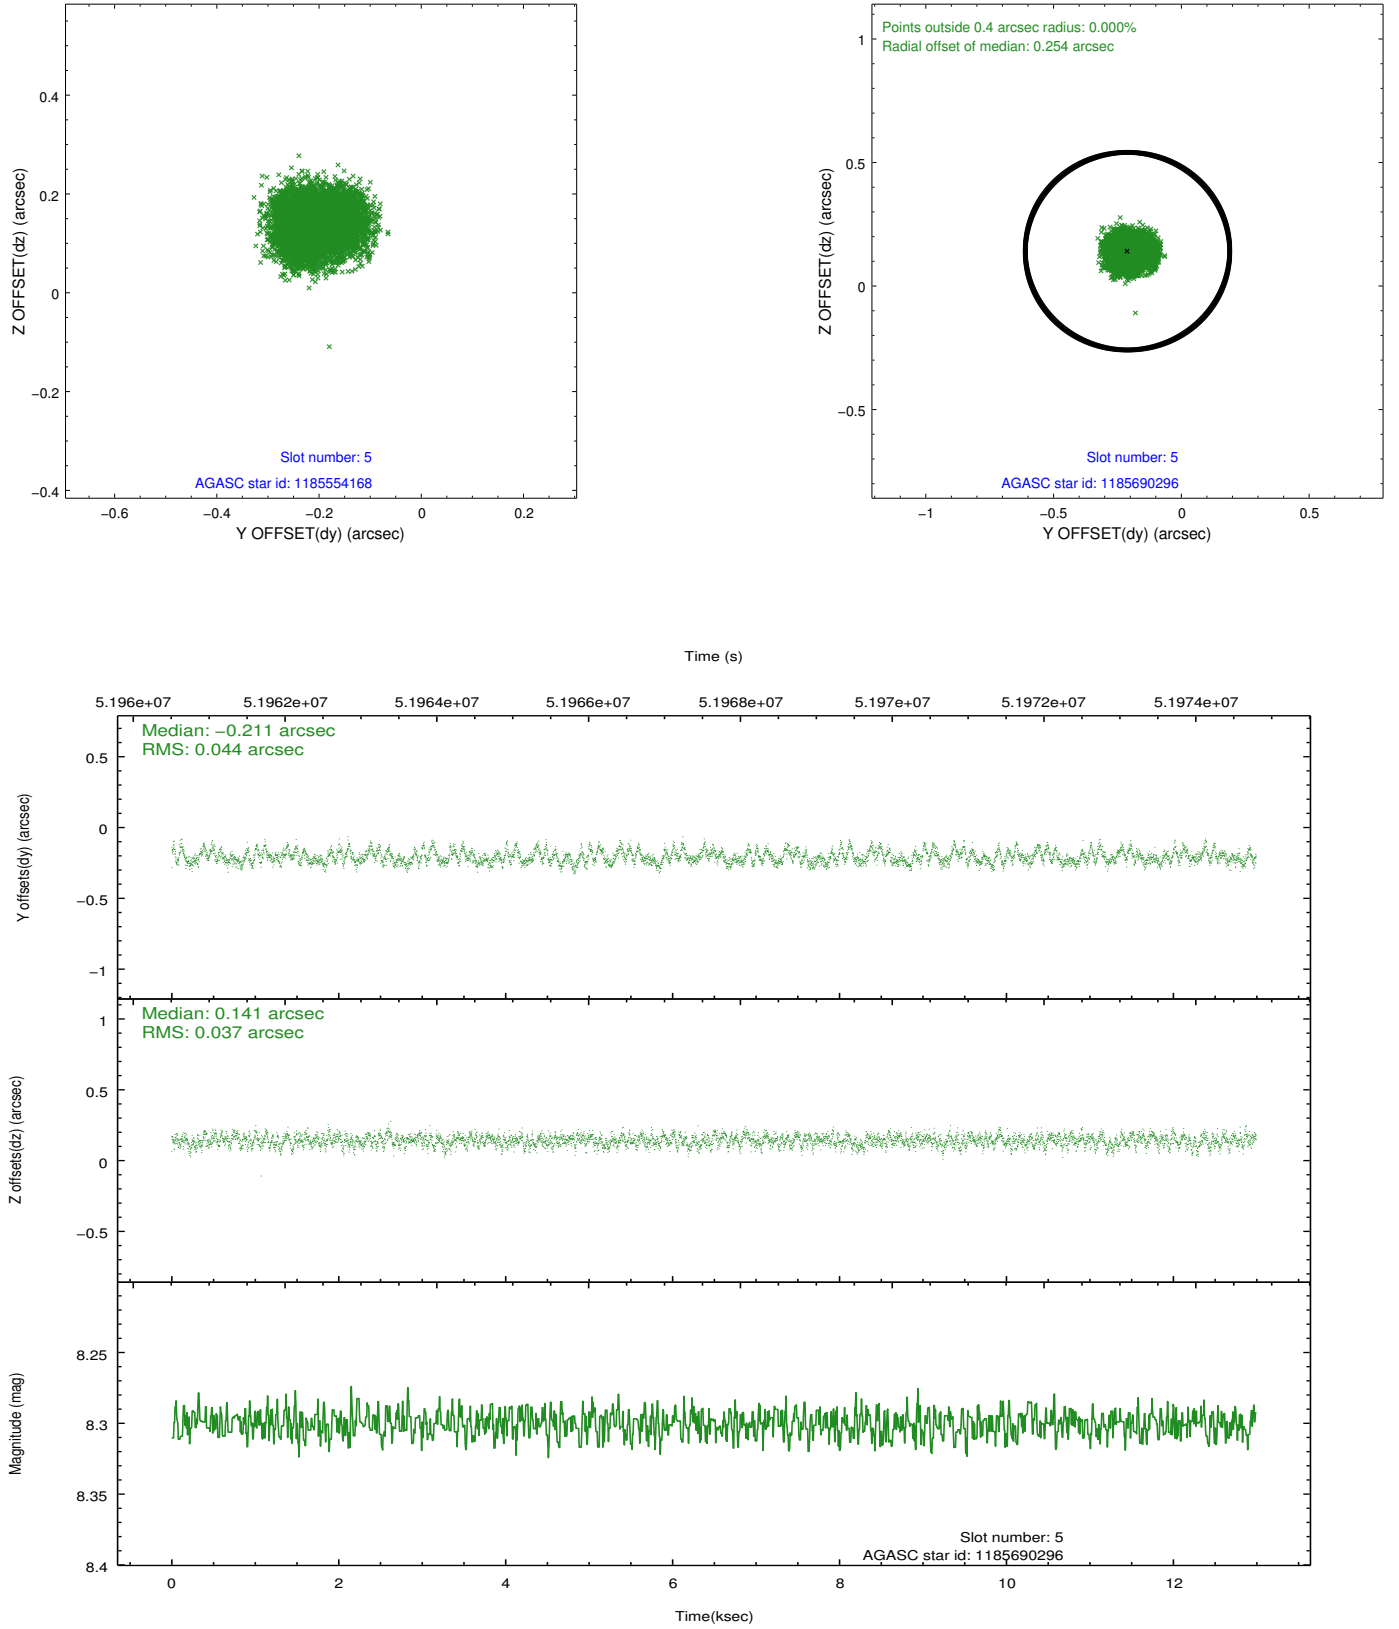 Points outside 0.4 arcsec radius: 0.000%
Radial offset of median: 0.254 arcsec
0.4
0.2
0
−0.2
−0.4
Z OFFSET(dz) (arcsec)
Slot number: 5
AGASC star id: 1185554168
−0.6 −0.4 −0.2 0 0.2
Y OFFSET(dy) (arcsec)
1
0.5
0
−0.5
Z OFFSET(dz) (arcsec)
Slot number: 5
AGASC star id: 1185690296
−1 −0.5 0 0.5
Y OFFSET(dy) (arcsec)
Time (s)
5.196e+07 5.1962e+07 5.1964e+07 5.1966e+07 5.1968e+07 5.197e+07 5.1972e+07 5.1974e+07
Median: −0.211 arcsec
RMS: 0.044 arcsec
0.5
0
−0.5
−1
Y offsets(dy) (arcsec)
Median: 0.141 arcsec
RMS: 0.037 arcsec
1
0.5
0
−0.5
Z offsets(dz) (arcsec)
8.25
8.3
8.35
8.4
Magnitude (mag)
Slot number: 5
AGASC star id: 1185690296
0 2 4 6 8 10 12
Time(ksec)